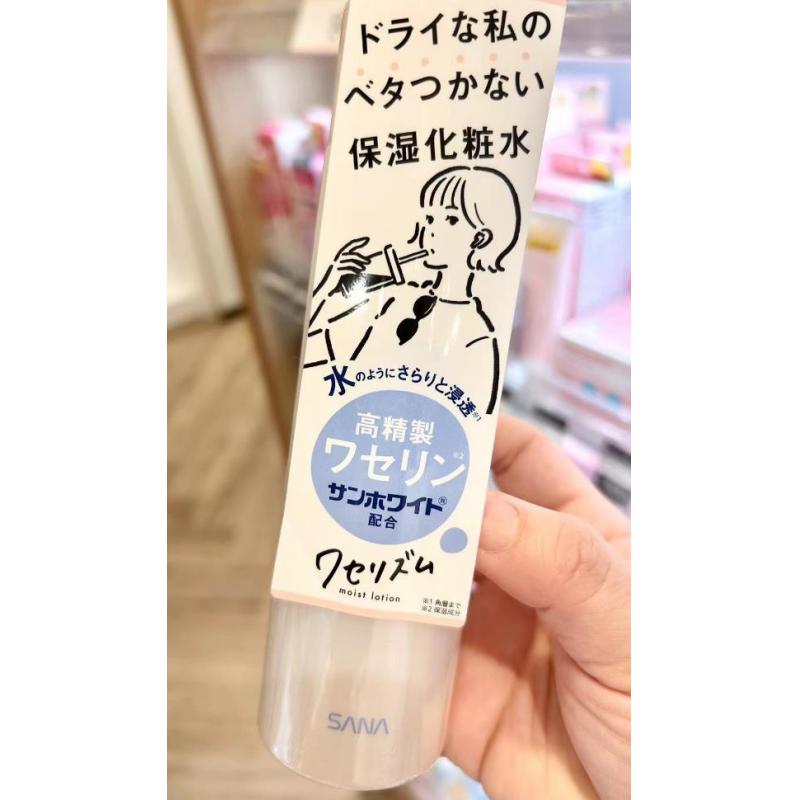 ドライな私の
ベタつかない
保湿化粧水
水のようにさらりと浸透※1
高精製
ワセリン※2
サンホワイト®
配合
ワセリズム
moist lotion
※1 角層まで
※2 保湿成分
SANA